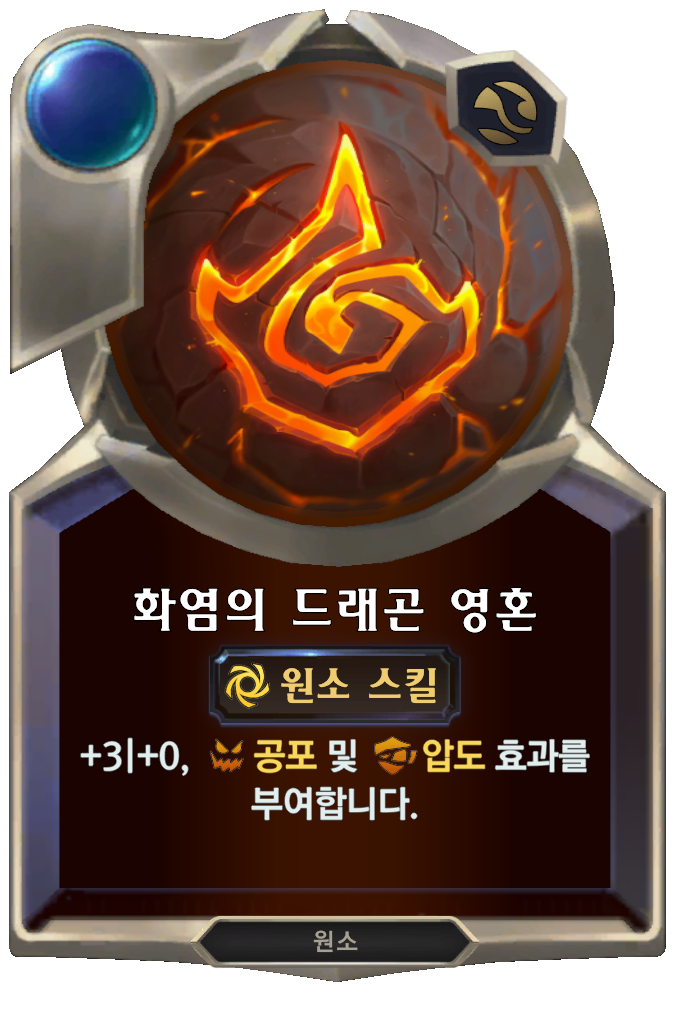 화염의 드래곤 영혼
원소 스킬
+3|+0, 공포 및 압도 효과를
부여합니다.
원소